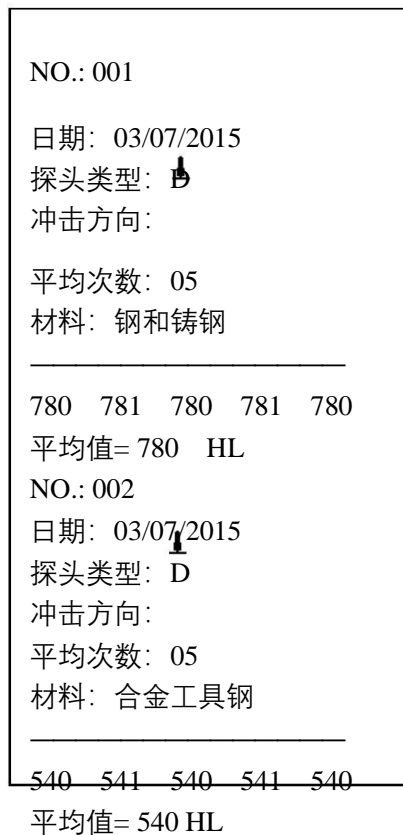 NO.: 001
日期：03/07/2015
探头类型：D
冲击方向：
平均次数：05
材料：钢和铸钢
780 781 780 781 780
平均值= 780 HL
NO.: 002
日期：03/07/2015
探头类型：D
冲击方向：
平均次数：05
材料：合金工具钢
540 541 540 541 540
平均值= 540 HL